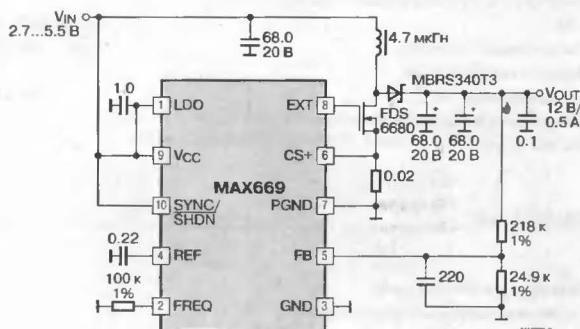 VIN
2.7...5.5 В
68.0
20 В
4.7 мкГн
MBRS340T3
VOUT
12 В/
0.5 А
1.0
1 LDO
EXT 8
FDS
6680
68.0
20 В
68.0
20 В
0.1
9 VCC
CS+ 6
MAX669
0.02
10 SYNC/
SHDN
PGND 7
218 к
1%
0.22
4 REF
FB 5
100 к
1%
220
24.9 к
1%
2 FREQ
GND 3